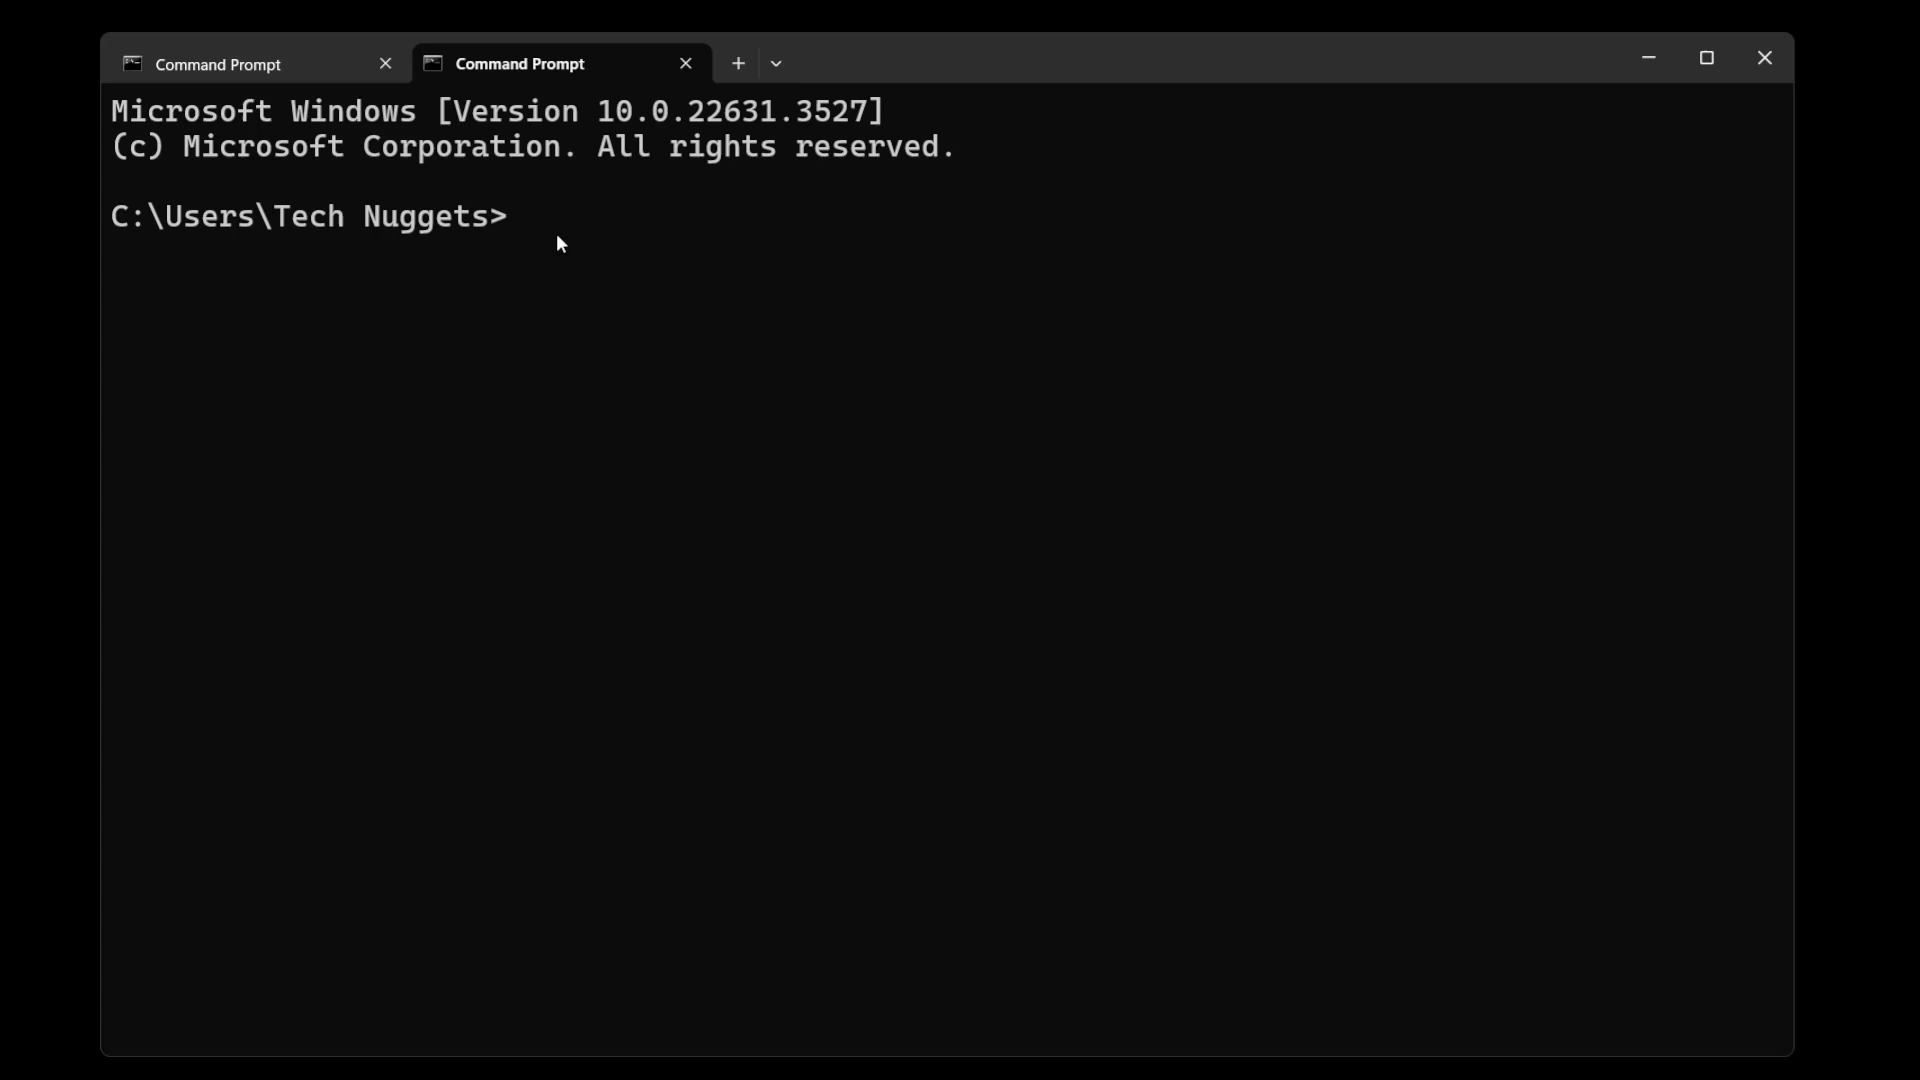 Command Prompt
Command Prompt
Microsoft Windows [Version 10.0.22631.3527]
(c) Microsoft Corporation. All rights reserved.
C:\Users\Tech Nuggets>